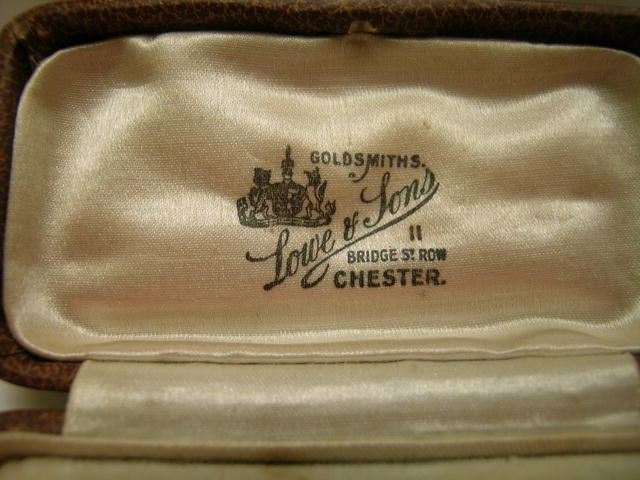 GOLDSMITHS.
Lowe & Sons
11
BRIDGE ST ROW
CHESTER.